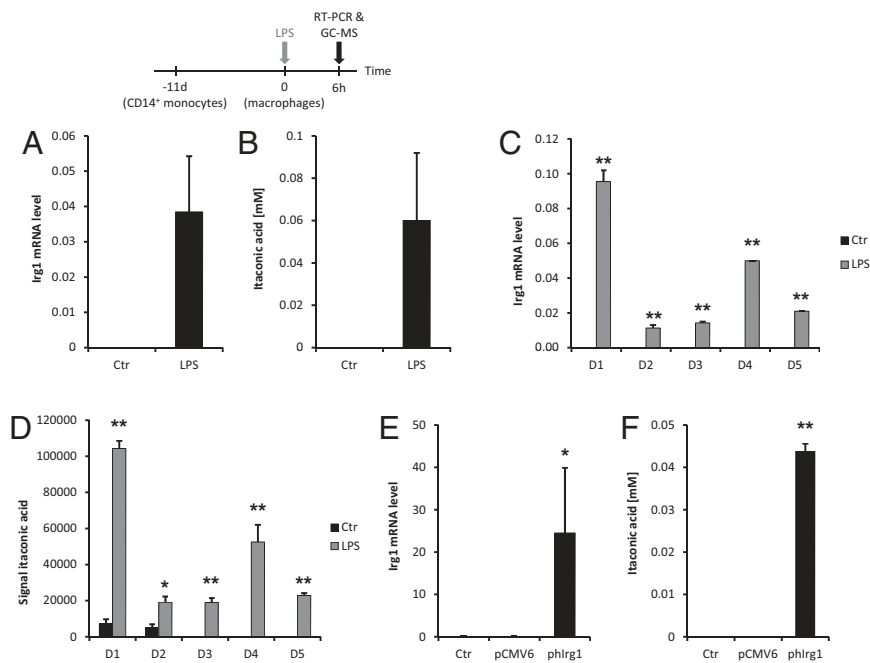 RT-PCR &
LPS GC-MS
Time
-11d 0 6h
(CD14⁺ monocytes) (macrophages)
A
Irg1 mRNA level
0.06
0.05
0.04
0.03
0.02
0.01
0
Ctr LPS
B
Itaconic acid [mM]
0.1
0.08
0.06
0.04
0.02
0
Ctr LPS
C
Irg1 mRNA level
0.12
0.10
0.08
0.06
0.04
0.02
0.00
** ** ** ** **
D1 D2 D3 D4 D5
Ctr
LPS
D
Signal itaconic acid
120000
100000
80000
60000
40000
20000
0
** * ** ** **
D1 D2 D3 D4 D5
Ctr
LPS
E
Irg1 mRNA level
50
40
30
20
10
0
*
Ctr pCMV6 phIrg1
F
Itaconic acid [mM]
0.05
0.04
0.03
0.02
0.01
0
**
Ctr pCMV6 phIrg1